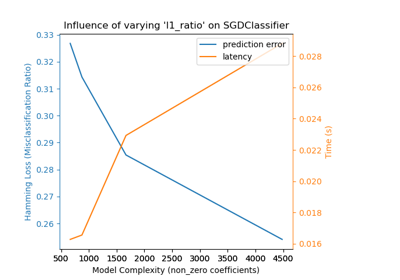 Influence of varying 'l1_ratio' on SGDClassifier
prediction error
latency
0.33
0.32
0.31
0.30
0.29
0.28
0.27
0.26
Hamming Loss (Misclassification Ratio)
0.028
0.026
0.024
0.022
0.020
0.018
0.016
Time (s)
500 1000 1500 2000 2500 3000 3500 4000 4500
Model Complexity (non_zero coefficients)